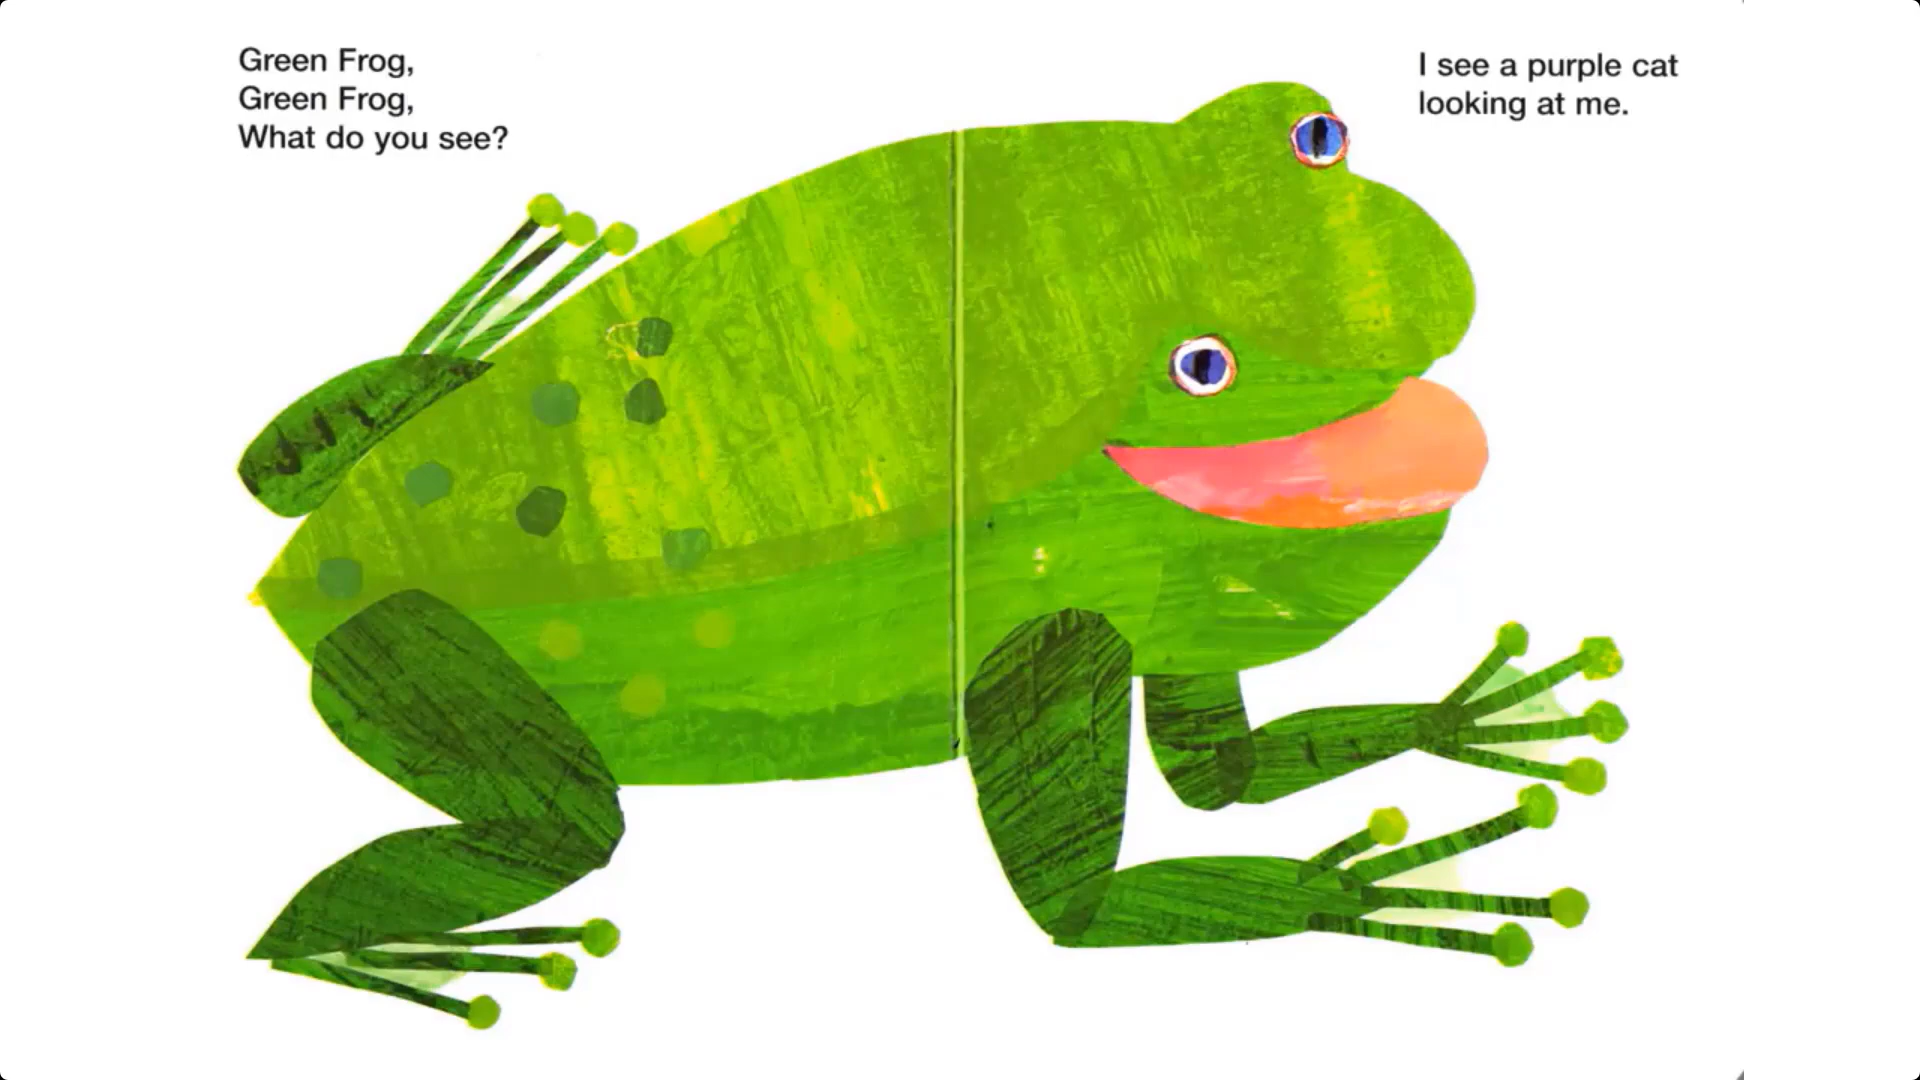 Green Frog,
Green Frog,
What do you see?
I see a purple cat
looking at me.